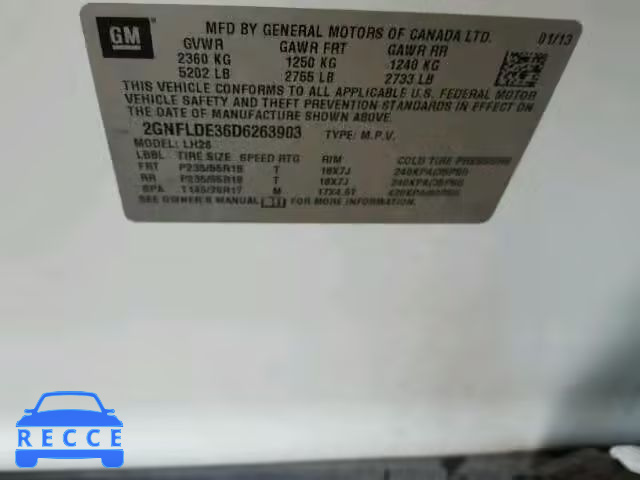 GM
MFD BY GENERAL MOTORS OF CANADA LTD.
01/13
GVWR GAWR FRT GAWR RR
2360 KG 1250 KG 1240 KG
5202 LB 2755 LB 2733 LB
THIS VEHICLE CONFORMS TO ALL APPLICABLE U.S. FEDERAL MOTOR
VEHICLE SAFETY AND THEFT PREVENTION STANDARDS IN EFFECT ON THE
DATE OF MANUFACTURE SHOWN ABOVE.
2GNFLDE36D6263903 TYPE: M.P.V.
MODEL: LH26
LBBL TIRE SIZE SPEED RTG RIM COLD TIRE PRESSURE
FRT P235/55R18 T 18X7J 240KPA/35PSI
RR P235/55R18 T 18X7J 240KPA/35PSI
SPA M
SEE OWNER'S MANUAL FOR MORE INFORMATION.
RECCE